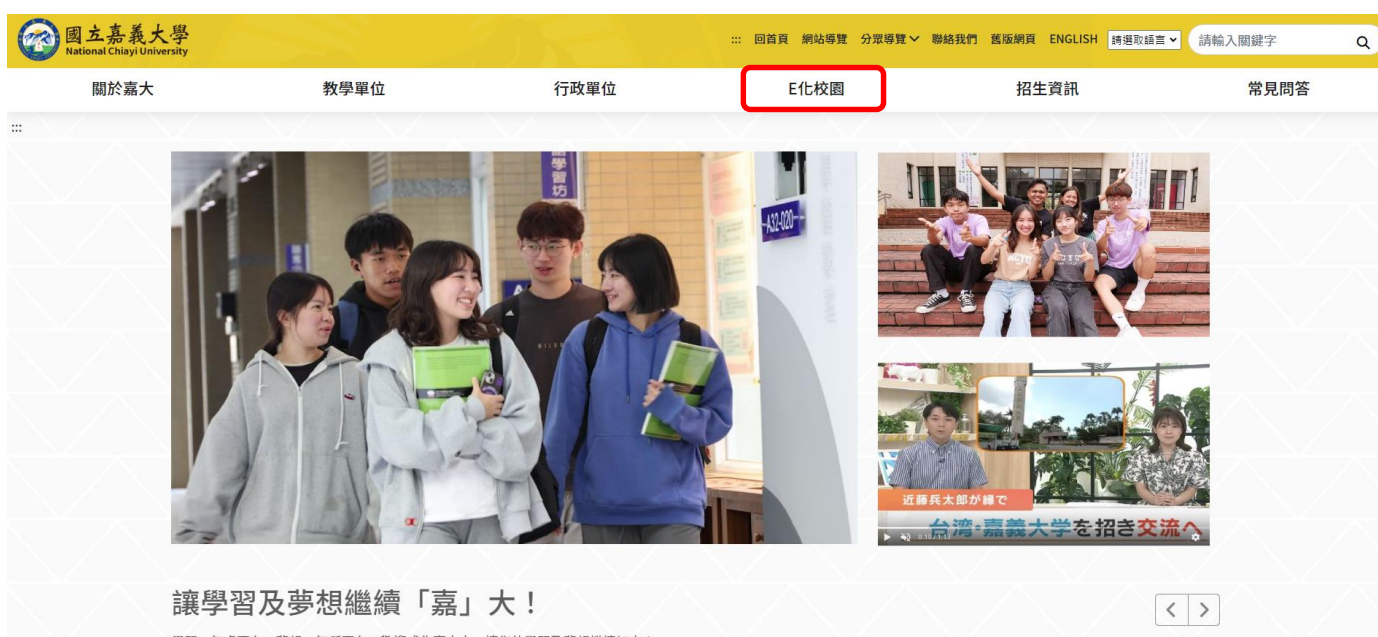 國立嘉義大學
National Chiayi University
::: 回首頁 網站導覽 分眾導覽 聯絡我們 舊版網頁 ENGLISH 請選取語言 請輸入關鍵字
關於嘉大 教學單位 行政單位 E化校園 招生資訊 常見問答
:::
學習坊
A32-020
近藤兵太郎が縁で
台湾・嘉義大学を招き交流へ
0:10 / 1:13
讓學習及夢想繼續「嘉」大！